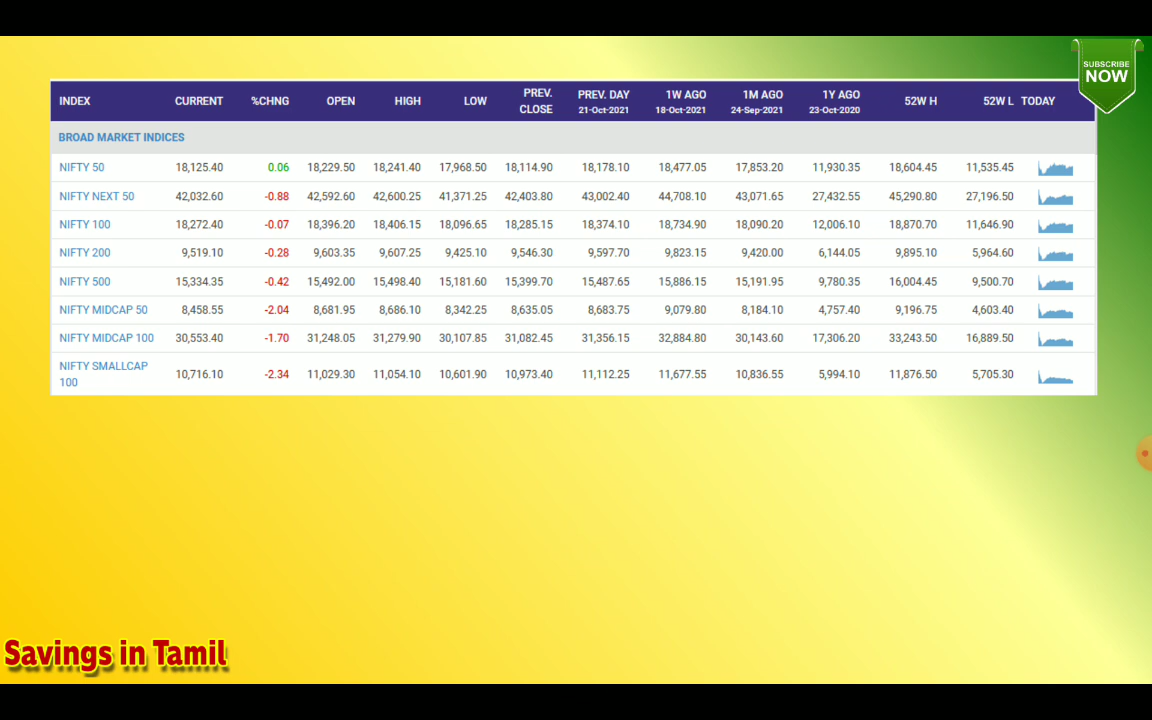 SUBSCRIBE
NOW
INDEX CURRENT %CHNG OPEN HIGH LOW PREV. CLOSE PREV. DAY 21-Oct-2021 1W AGO 18-Oct-2021 1M AGO 24-Sep-2021 1Y AGO 23-Oct-2020 52W H 52W L TODAY
BROAD MARKET INDICES
NIFTY 50 18,125.40 0.06 18,229.50 18,241.40 17,968.50 18,114.90 18,178.10 18,477.05 17,853.20 11,930.35 18,604.45 11,535.45
NIFTY NEXT 50 42,032.60 -0.88 42,592.60 42,600.25 41,371.25 42,403.80 43,002.40 44,708.10 43,071.65 27,432.55 45,290.80 27,196.50
NIFTY 100 18,272.40 -0.07 18,396.20 18,406.15 18,096.65 18,285.15 18,374.10 18,734.90 18,090.20 12,006.10 18,870.70 11,646.90
NIFTY 200 9,519.10 -0.28 9,603.35 9,607.25 9,425.10 9,546.30 9,597.70 9,823.15 9,420.00 6,144.05 9,895.10 5,964.60
NIFTY 500 15,334.35 -0.42 15,492.00 15,498.40 15,181.60 15,399.70 15,487.65 15,886.15 15,191.95 9,780.35 16,004.45 9,500.70
NIFTY MIDCAP 50 8,458.55 -2.04 8,681.95 8,686.10 8,342.25 8,635.05 8,683.75 9,079.80 8,184.10 4,757.40 9,196.75 4,603.40
NIFTY MIDCAP 100 30,553.40 -1.70 31,248.05 31,279.90 30,107.85 31,082.45 31,356.15 32,884.80 30,143.60 17,306.20 33,243.50 16,889.50
NIFTY SMALLCAP 100 10,716.10 -2.34 11,029.30 11,054.10 10,601.90 10,973.40 11,112.25 11,677.55 10,836.55 5,994.10 11,876.50 5,705.30
Savings in Tamil